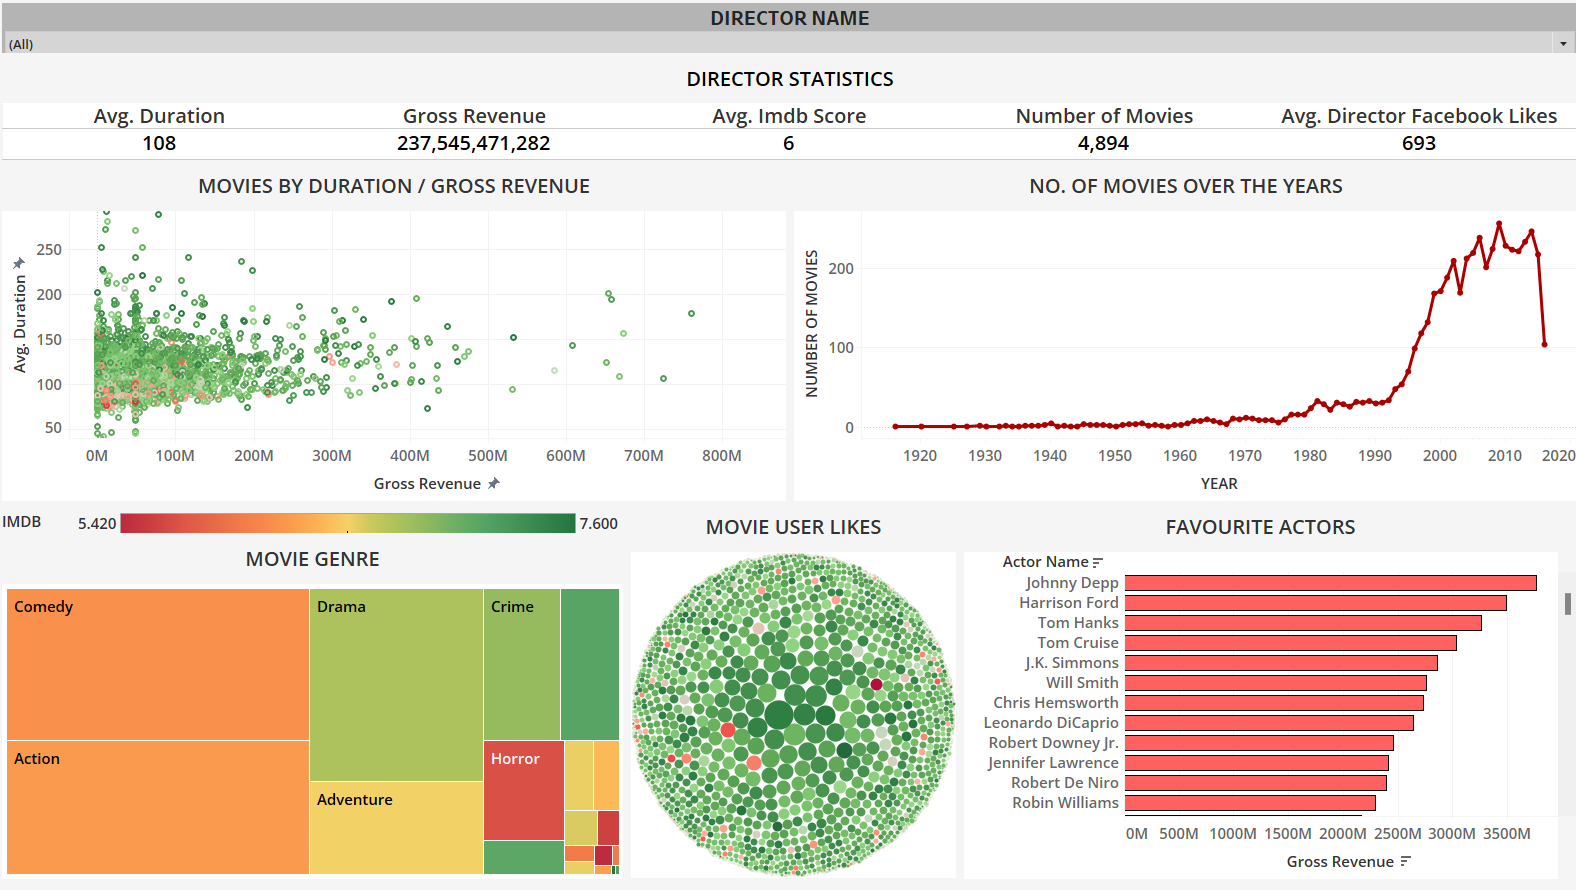 DIRECTOR NAME
(All)
DIRECTOR STATISTICS
Avg. Duration Gross Revenue Avg. Imdb Score Number of Movies Avg. Director Facebook Likes
108 237,545,471,282 6 4,894 693
MOVIES BY DURATION / GROSS REVENUE
Avg. Duration
250
200
150
100
50
0M 100M 200M 300M 400M 500M 600M 700M 800M
Gross Revenue
NO. OF MOVIES OVER THE YEARS
NUMBER OF MOVIES
200
100
0
1920 1930 1940 1950 1960 1970 1980 1990 2000 2010 2020
YEAR
IMDB 5.420 7.600
MOVIE GENRE
Comedy Drama Crime
Action Horror
Adventure
MOVIE USER LIKES
FAVOURITE ACTORS
Actor Name
Johnny Depp
Harrison Ford
Tom Hanks
Tom Cruise
J.K. Simmons
Will Smith
Chris Hemsworth
Leonardo DiCaprio
Robert Downey Jr.
Jennifer Lawrence
Robert De Niro
Robin Williams
0M 500M 1000M 1500M 2000M 2500M 3000M 3500M
Gross Revenue